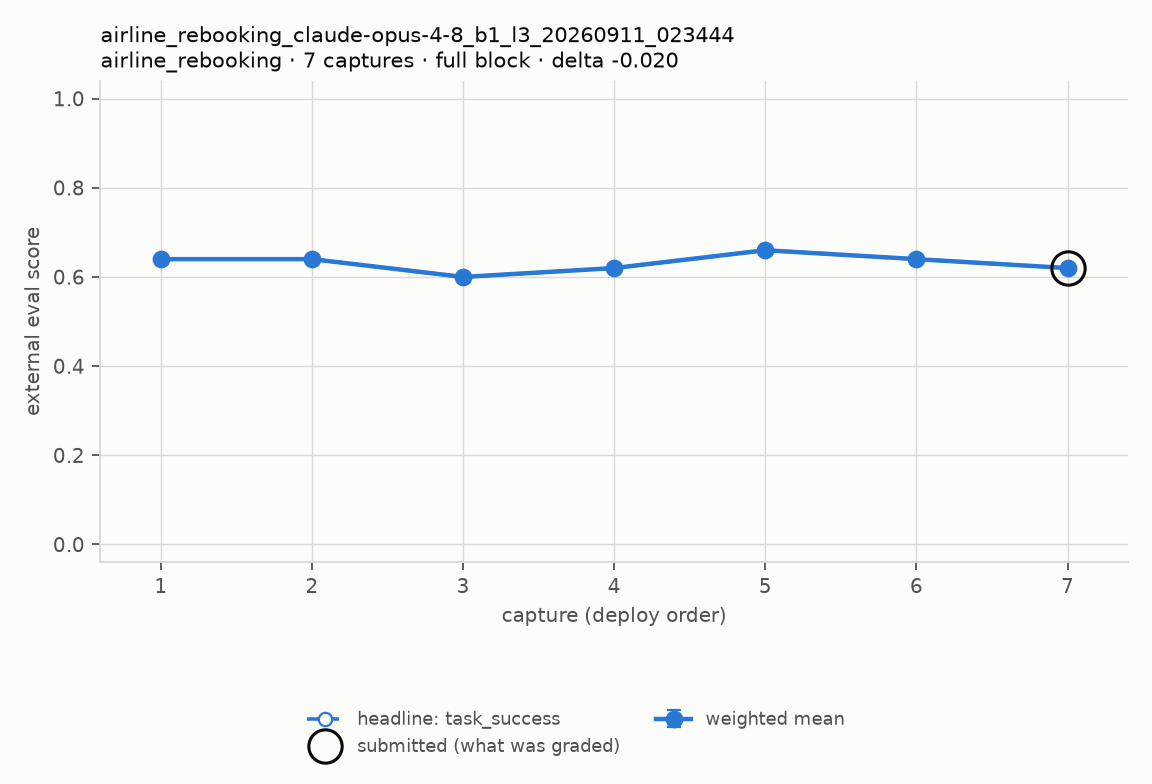 airline_rebooking_claude-opus-4-8_b1_l3_20260911_023444
airline_rebooking · 7 captures · full block · delta -0.020
1.0
0.8
0.6
0.4
0.2
0.0
external eval score
1
2
3
4
5
6
7
capture (deploy order)
headline: task_success
weighted mean
submitted (what was graded)